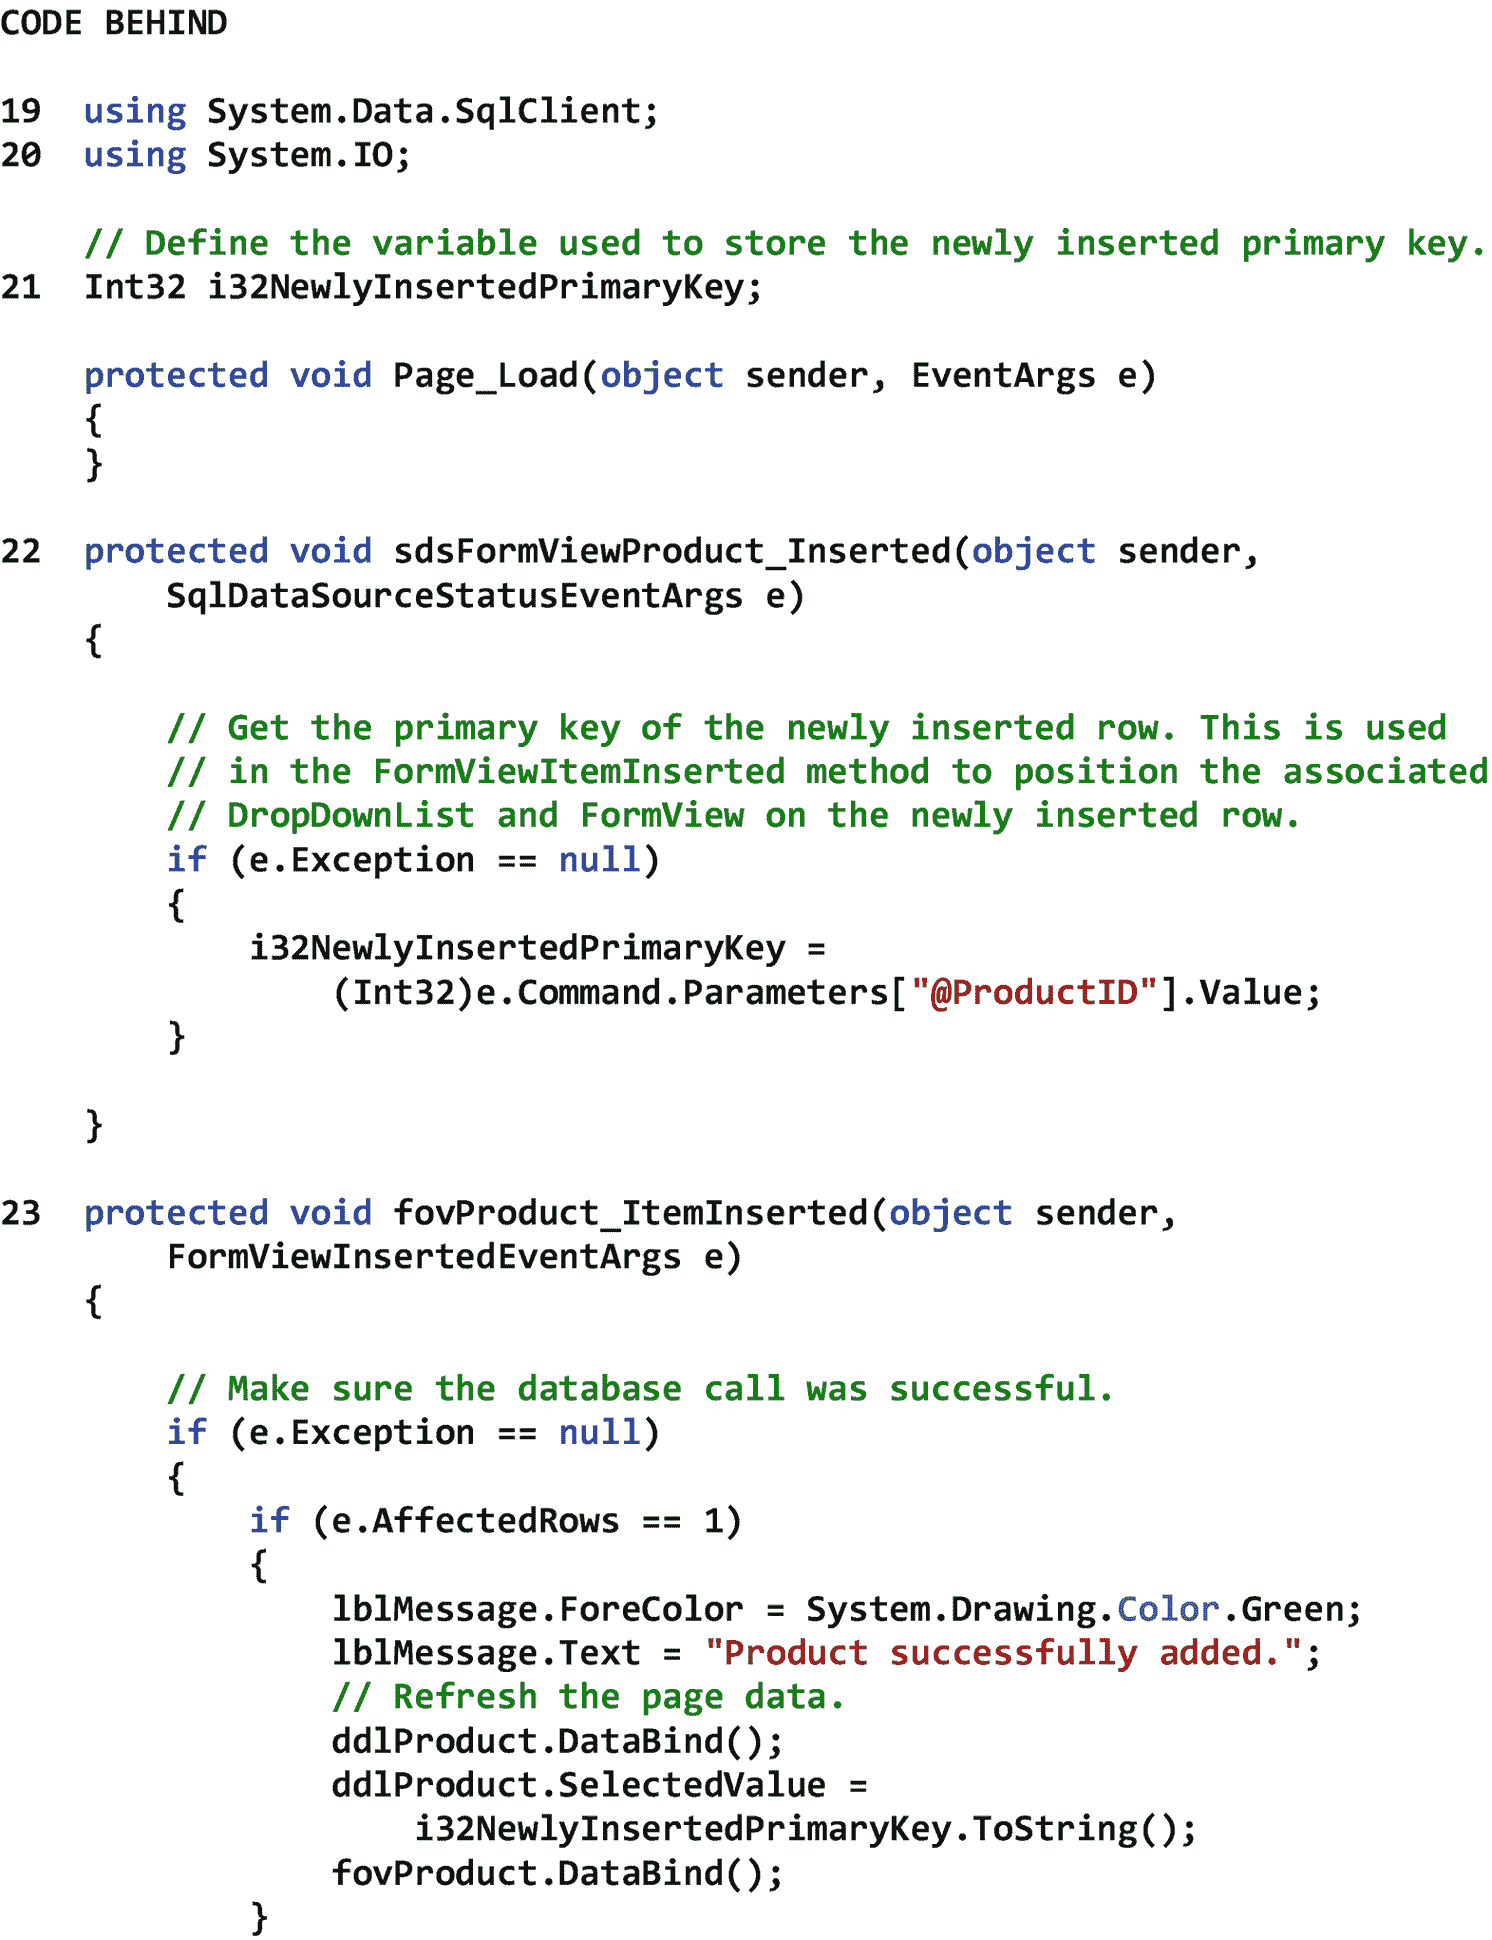 CODE BEHIND
19 using System.Data.SqlClient;
20 using System.IO;
// Define the variable used to store the newly inserted primary key.
21 Int32 i32NewlyInsertedPrimaryKey;
protected void Page_Load(object sender, EventArgs e)
{
}
22 protected void sdsFormViewProduct_Inserted(object sender,
SqlDataSourceStatusEventArgs e)
{
// Get the primary key of the newly inserted row. This is used
// in the FormViewItemInserted method to position the associated
// DropDownList and FormView on the newly inserted row.
if (e.Exception == null)
{
i32NewlyInsertedPrimaryKey =
(Int32)e.Command.Parameters["@ProductID"].Value;
}
}
23 protected void fovProduct_ItemInserted(object sender,
FormViewInsertedEventArgs e)
{
// Make sure the database call was successful.
if (e.Exception == null)
{
if (e.AffectedRows == 1)
{
lblMessage.ForeColor = System.Drawing.Color.Green;
lblMessage.Text = "Product successfully added.";
// Refresh the page data.
ddlProduct.DataBind();
ddlProduct.SelectedValue =
i32NewlyInsertedPrimaryKey.ToString();
fovProduct.DataBind();
}